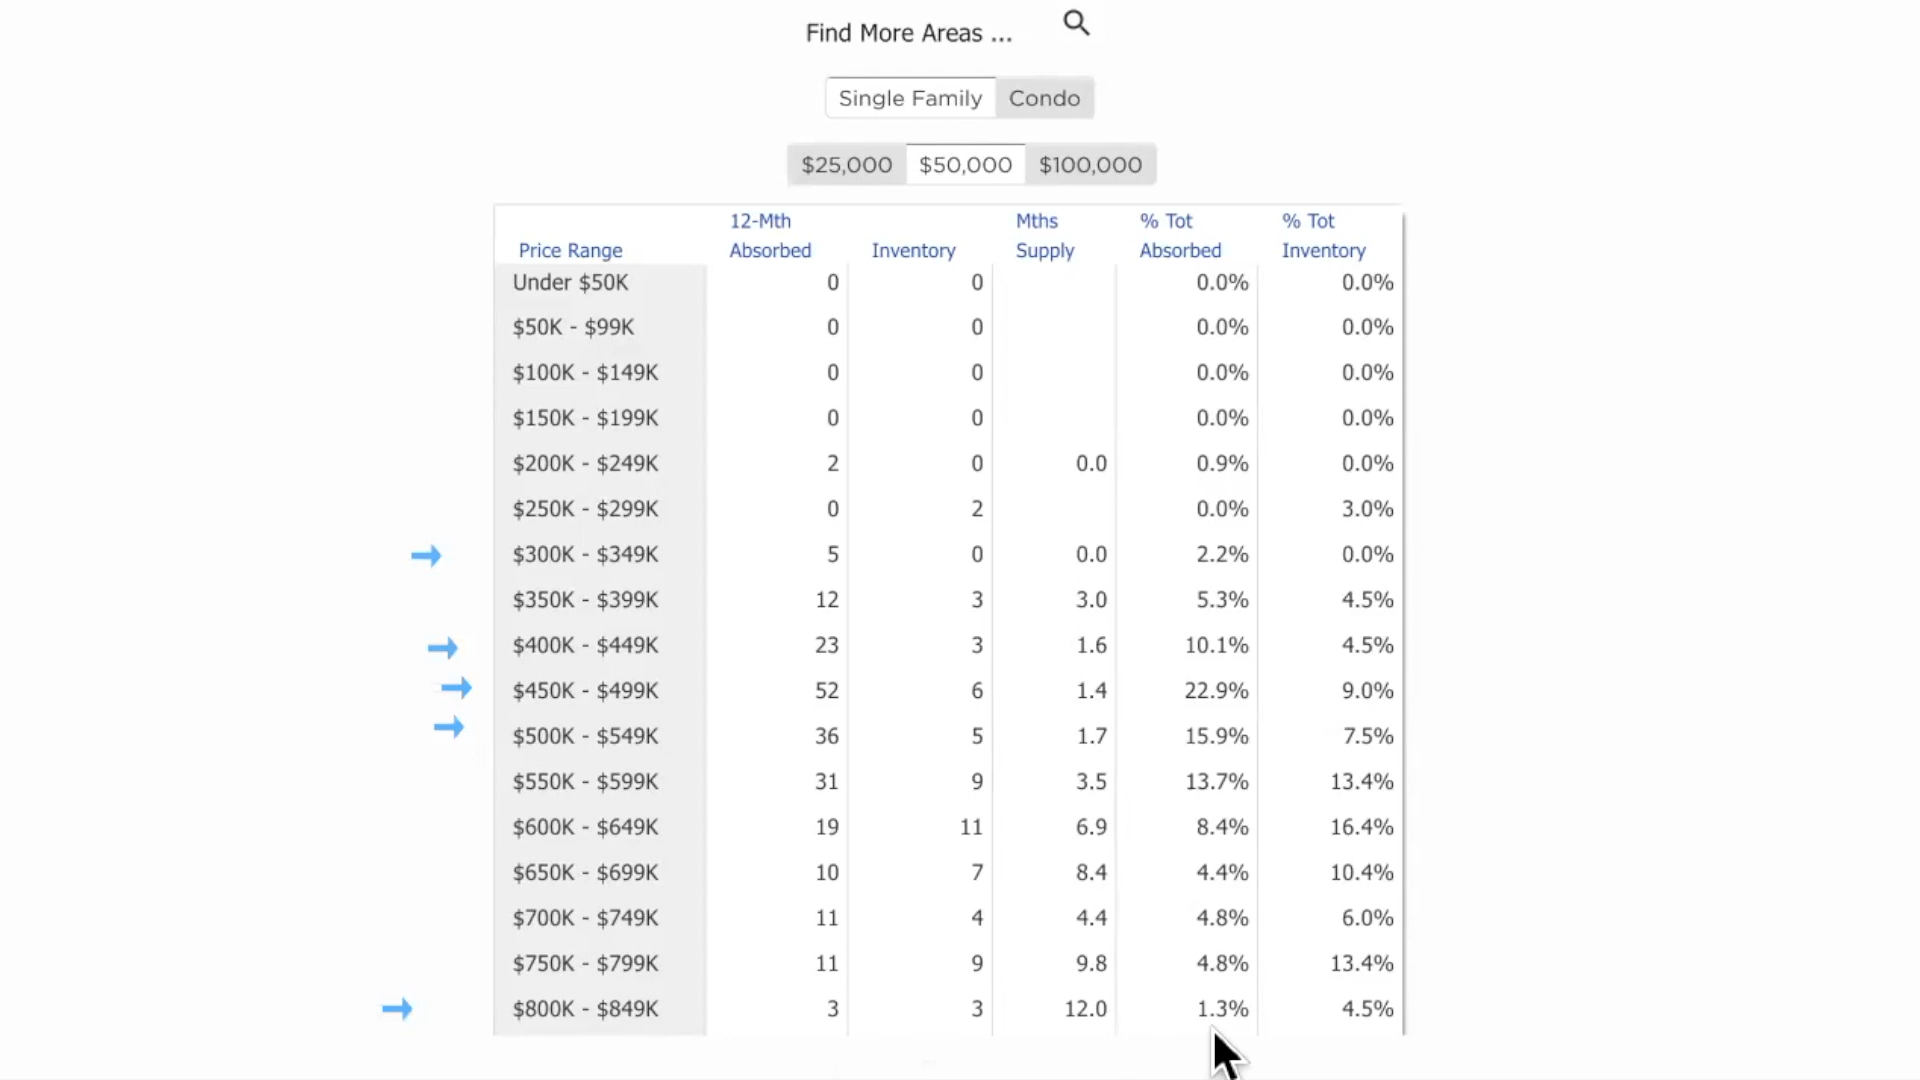 Find More Areas ...
Single Family Condo
$25,000 $50,000 $100,000
12-Mth Mths % Tot % Tot
Price Range Absorbed Inventory Supply Absorbed Inventory
Under $50K 0 0 0.0% 0.0%
$50K - $99K 0 0 0.0% 0.0%
$100K - $149K 0 0 0.0% 0.0%
$150K - $199K 0 0 0.0% 0.0%
$200K - $249K 2 0 0.0 0.9% 0.0%
$250K - $299K 0 2 0.0% 3.0%
$300K - $349K 5 0 0.0 2.2% 0.0%
$350K - $399K 12 3 3.0 5.3% 4.5%
$400K - $449K 23 3 1.6 10.1% 4.5%
$450K - $499K 52 6 1.4 22.9% 9.0%
$500K - $549K 36 5 1.7 15.9% 7.5%
$550K - $599K 31 9 3.5 13.7% 13.4%
$600K - $649K 19 11 6.9 8.4% 16.4%
$650K - $699K 10 7 8.4 4.4% 10.4%
$700K - $749K 11 4 4.4 4.8% 6.0%
$750K - $799K 11 9 9.8 4.8% 13.4%
$800K - $849K 3 3 12.0 1.3% 4.5%